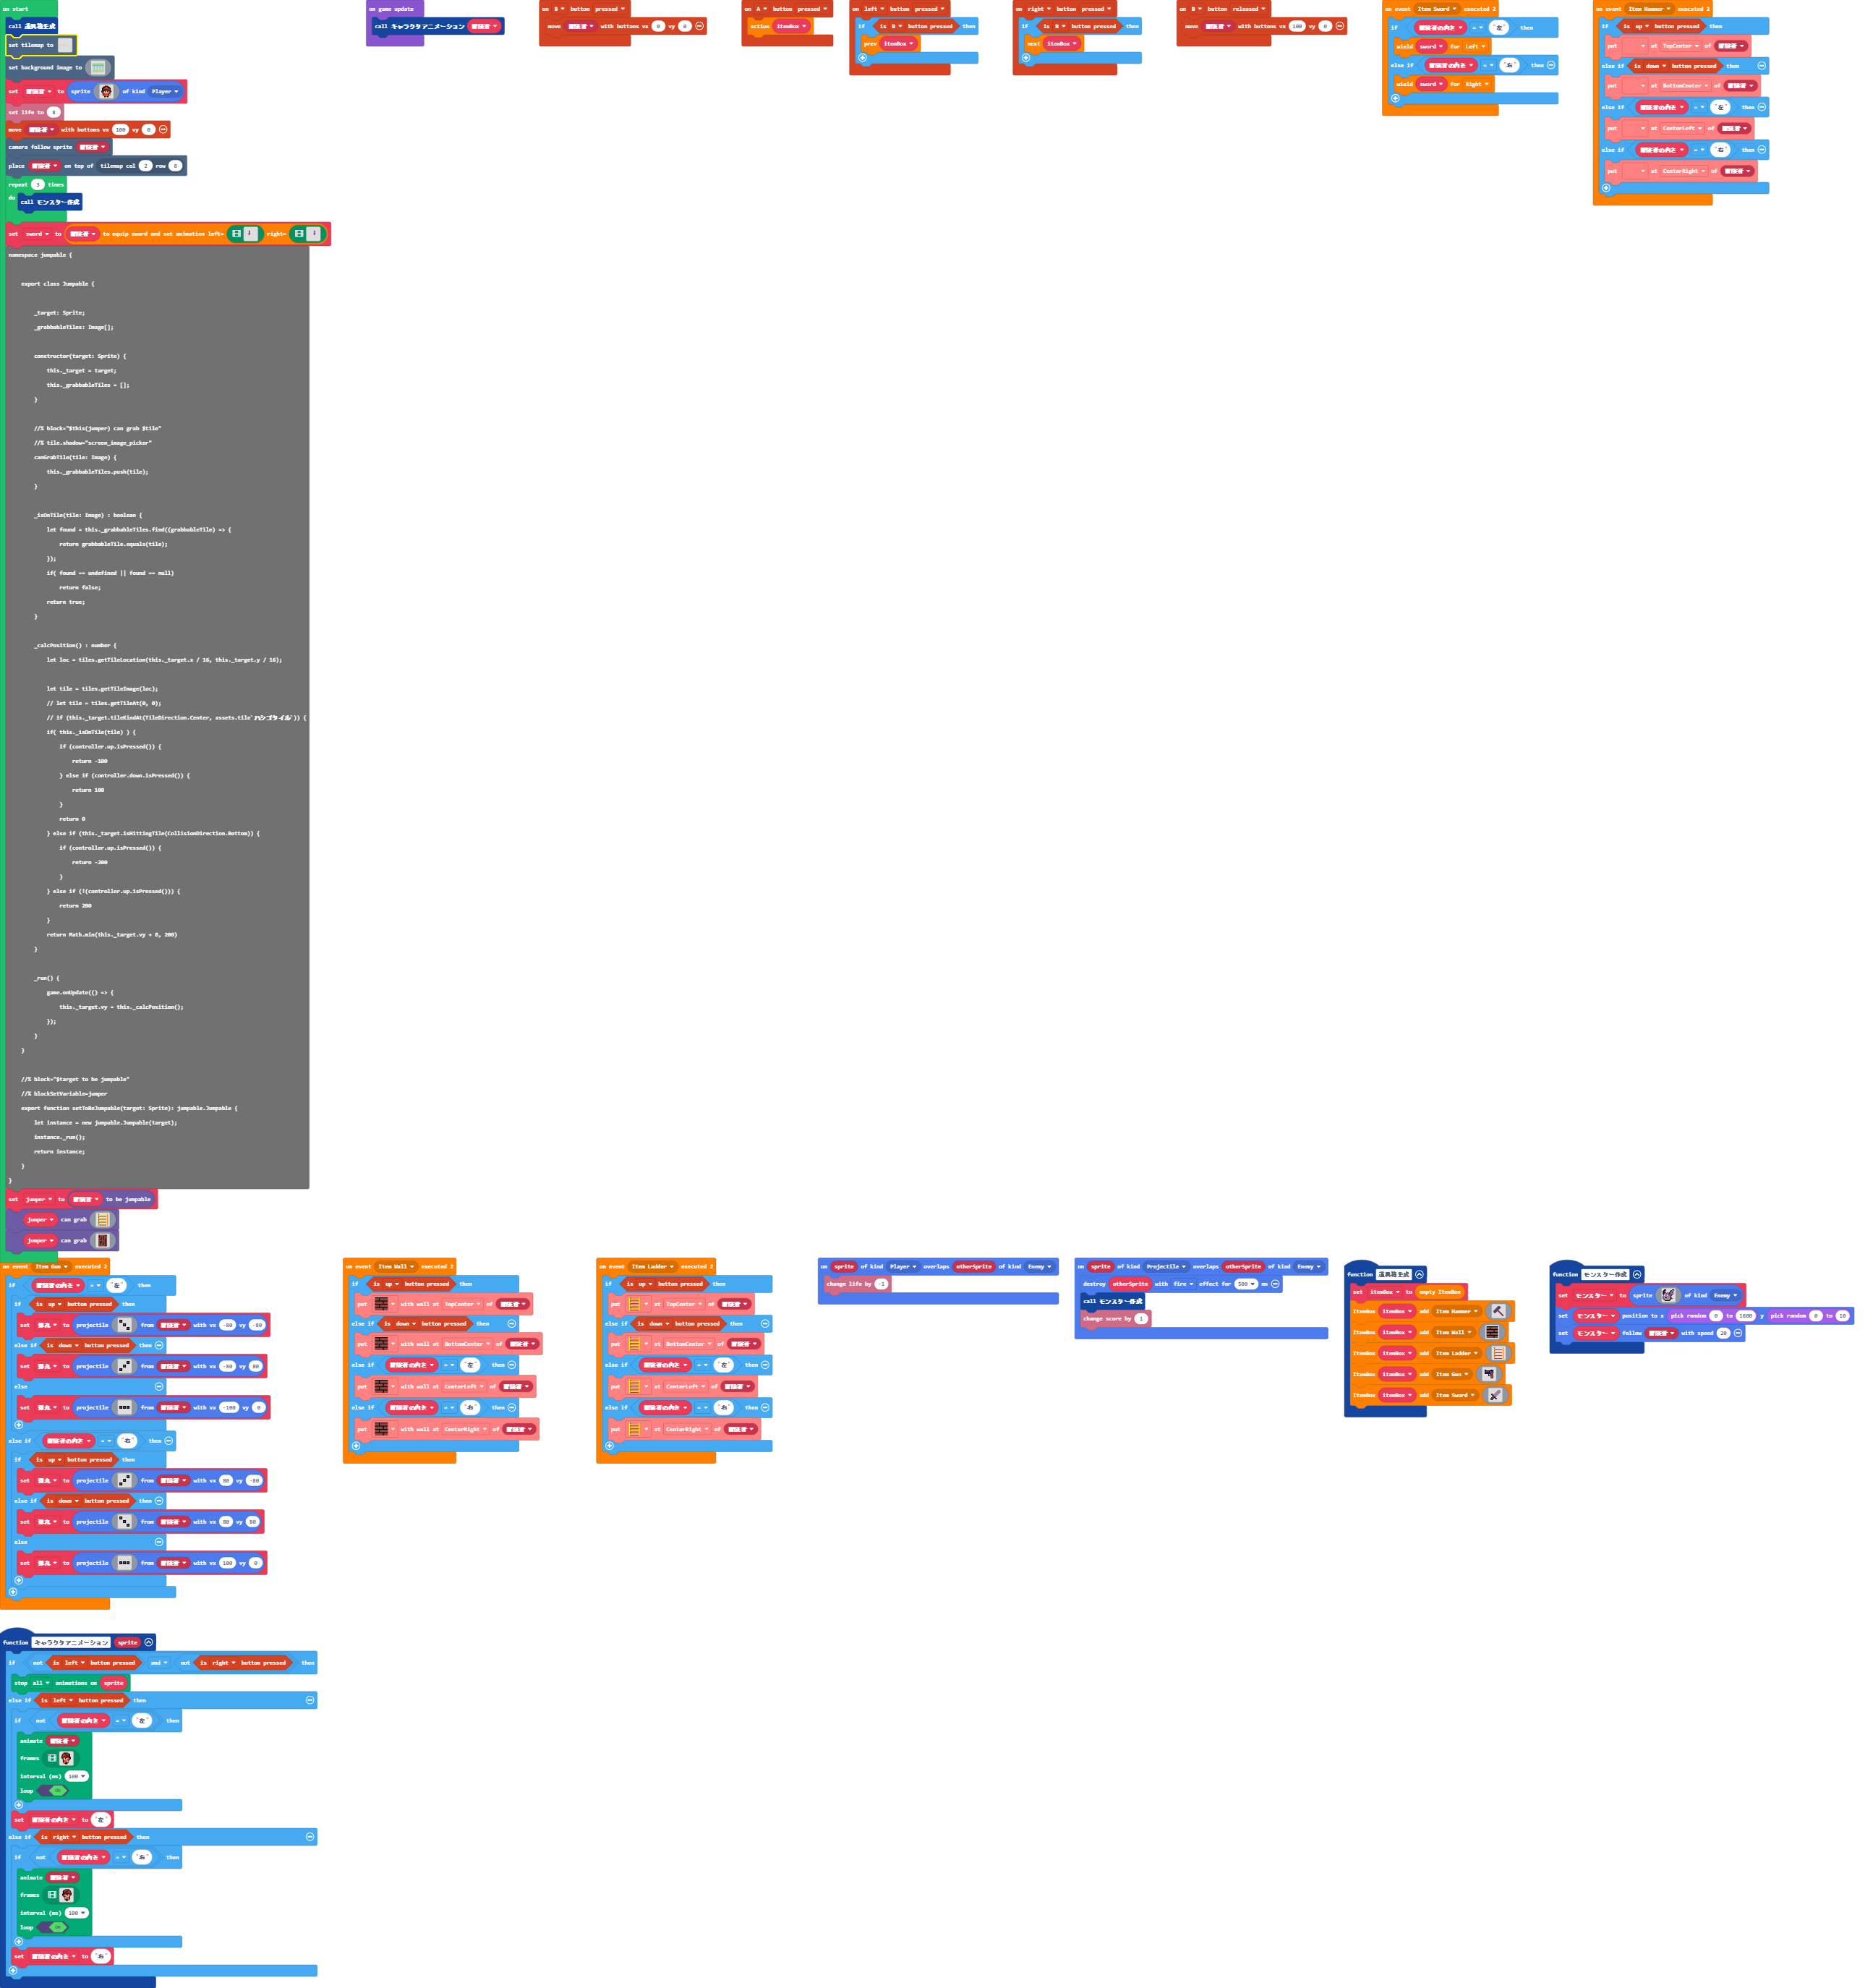 on start
call 道具箱生成
set tilemap to
set background image to
set 冒険者 to sprite of kind Player
set life to
move 冒険者 with buttons vx 100 vy 0
camera follow sprite 冒険者
place 冒険者 on top of tilemap col 2 row 8
repeat 3 times
do
call モンスター作成
set sword to 冒険者 to equip sword and set animation left= right=
namespace jumpable {
export class Jumpable {
_target: Sprite;
_grabbableTiles: Image[];
constructor(target: Sprite) {
this._target = target;
this._grabbableTiles = [];
}
//% block="$this(jumper) can grab $tile"
//% tile.shadow="screen_image_picker"
canGrabTile(tile: Image) {
this._grabbableTiles.push(tile);
}
_isOnTile(tile: Image) : boolean {
let found = this._grabbableTiles.find((grabbableTile) => {
return grabbableTile.equals(tile);
});
if( found == undefined || found == null)
return false;
return true;
}
_calcPosition() : number {
let loc = tiles.getTileLocation(this._target.x / 16, this._target.y / 16);
let tile = tiles.getTileImage(loc);
// let tile = tiles.getTileAt(0, 0);
// if (this._target.tileKindAt(TileDirection.Center, assets.tile`ハシゴタイル`)) {
if( this._isOnTile(tile) ) {
if (controller.up.isPressed()) {
return -100
} else if (controller.down.isPressed()) {
return 100
}
return 0
} else if (this._target.isHittingTile(CollisionDirection.Bottom)) {
if (controller.up.isPressed()) {
return -200
}
} else if (!(controller.up.isPressed())) {
return 200
}
return Math.min(this._target.vy + 8, 200)
}
_run() {
game.onUpdate(() => {
this._target.vy = this._calcPosition();
});
}
}
//% block="$target to be jumpable"
//% blockSetVariable=jumper
export function setToBeJumpable(target: Sprite): jumpable.Jumpable {
let instance = new jumpable.Jumpable(target);
instance._run();
return instance;
}
}
set jumper to 冒険者 to be jumpable
jumper can grab
jumper can grab
on game update
call キャラクタアニメーション 冒険者
on B button pressed
move 冒険者 with buttons vx 0 vy 0
on A button pressed
action itemBox
on left button pressed
if is B button pressed then
prev itemBox
on right button pressed
if is B button pressed then
next itemBox
on B button released
move 冒険者 with buttons vx 100 vy 0
on event Item Sword executed 2
if 冒険者の向き = "左" then
wield sword for Left
else if 冒険者の向き = "右" then
wield sword for Right
on event Item Hammer executed 2
if is up button pressed then
put at TopCenter of 冒険者
else if is down button pressed then
put at BottomCenter of 冒険者
else if 冒険者の向き = "左" then
put at CenterLeft of 冒険者
else if 冒険者の向き = "右" then
put at CenterRight of 冒険者
on event Item Gun executed 2
if 冒険者の向き = "左" then
if is up button pressed then
set 弾丸 to projectile from 冒険者 with vx -80 vy -80
else if is down button pressed then
set 弾丸 to projectile from 冒険者 with vx -80 vy 80
else
set 弾丸 to projectile from 冒険者 with vx -100 vy 0
else if 冒険者の向き = "右" then
if is up button pressed then
set 弾丸 to projectile from 冒険者 with vx 80 vy -80
else if is down button pressed then
set 弾丸 to projectile from 冒険者 with vx 80 vy 80
else
set 弾丸 to projectile from 冒険者 with vx 100 vy 0
on event Item Wall executed 2
if is up button pressed then
put with wall at TopCenter of 冒険者
else if is down button pressed then
put with wall at BottomCenter of 冒険者
else if 冒険者の向き = "左" then
put with wall at CenterLeft of 冒険者
else if 冒険者の向き = "右" then
put with wall at CenterRight of 冒険者
on event Item Ladder executed 2
if is up button pressed then
put at TopCenter of 冒険者
else if is down button pressed then
put at BottomCenter of 冒険者
else if 冒険者の向き = "左" then
put at CenterLeft of 冒険者
else if 冒険者の向き = "右" then
put at CenterRight of 冒険者
on sprite of kind Player overlaps otherSprite of kind Enemy
change life by -1
on sprite of kind Projectile overlaps otherSprite of kind Enemy
destroy otherSprite with fire effect for 500 ms
call モンスター作成
change score by 1
function 道具箱生成
set itemBox to empty ItemBox
ItemBox itemBox add Item Hammer
ItemBox itemBox add Item Wall
ItemBox itemBox add Item Ladder
ItemBox itemBox add Item Gun
ItemBox itemBox add Item Sword
function モンスター作成
set モンスター to sprite of kind Enemy
set モンスター position to x pick random 0 to 1600 y pick random 0 to 10
set モンスター follow 冒険者 with speed 20
function キャラクタアニメーション sprite
if not is left button pressed and not is right button pressed then
stop all animations on sprite
else if is left button pressed then
if not 冒険者の向き = "左" then
animate 冒険者
frames
interval (ms) 100
loop ON
set 冒険者の向き to "左"
else if is right button pressed then
if not 冒険者の向き = "右" then
animate 冒険者
frames
interval (ms) 100
loop ON
set 冒険者の向き to "右"